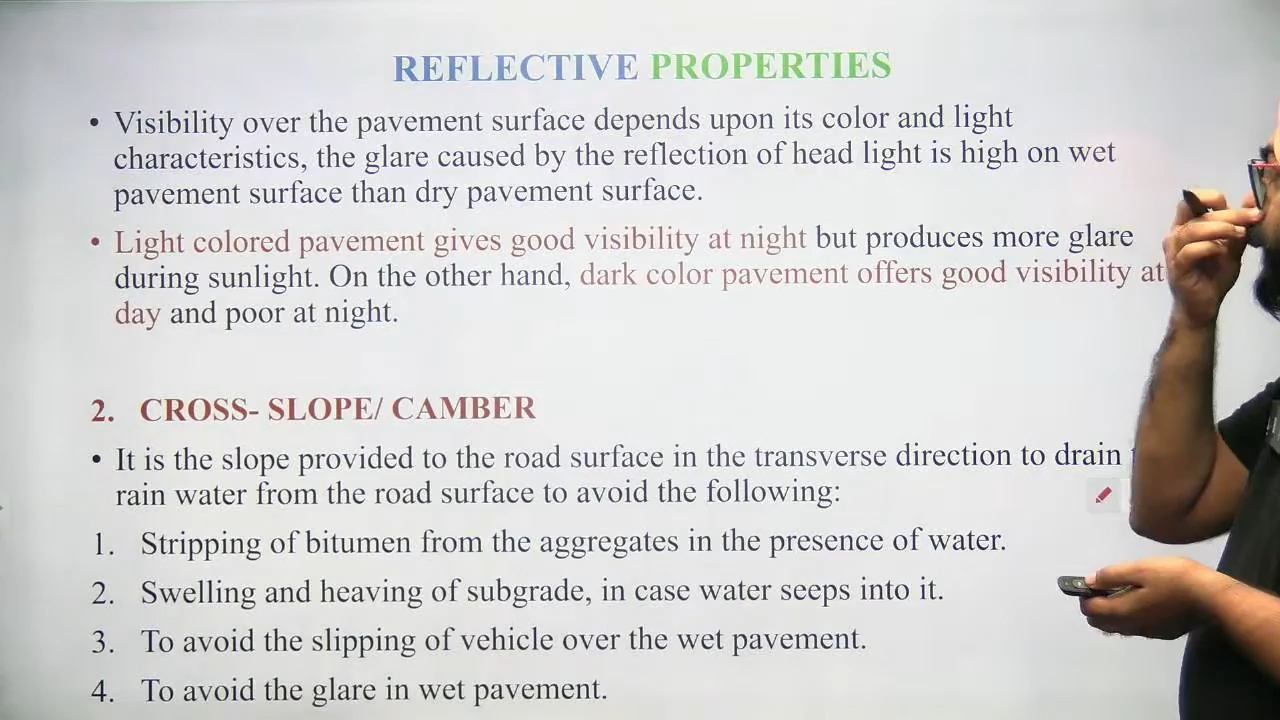 REFLECTIVE PROPERTIES
• Visibility over the pavement surface depends upon its color and light
characteristics, the glare caused by the reflection of head light is high on wet
pavement surface than dry pavement surface.
• Light colored pavement gives good visibility at night but produces more glare
during sunlight. On the other hand, dark color pavement offers good visibility at
day and poor at night.
2. CROSS- SLOPE/ CAMBER
• It is the slope provided to the road surface in the transverse direction to drain
rain water from the road surface to avoid the following:
1. Stripping of bitumen from the aggregates in the presence of water.
2. Swelling and heaving of subgrade, in case water seeps into it.
3. To avoid the slipping of vehicle over the wet pavement.
4. To avoid the glare in wet pavement.